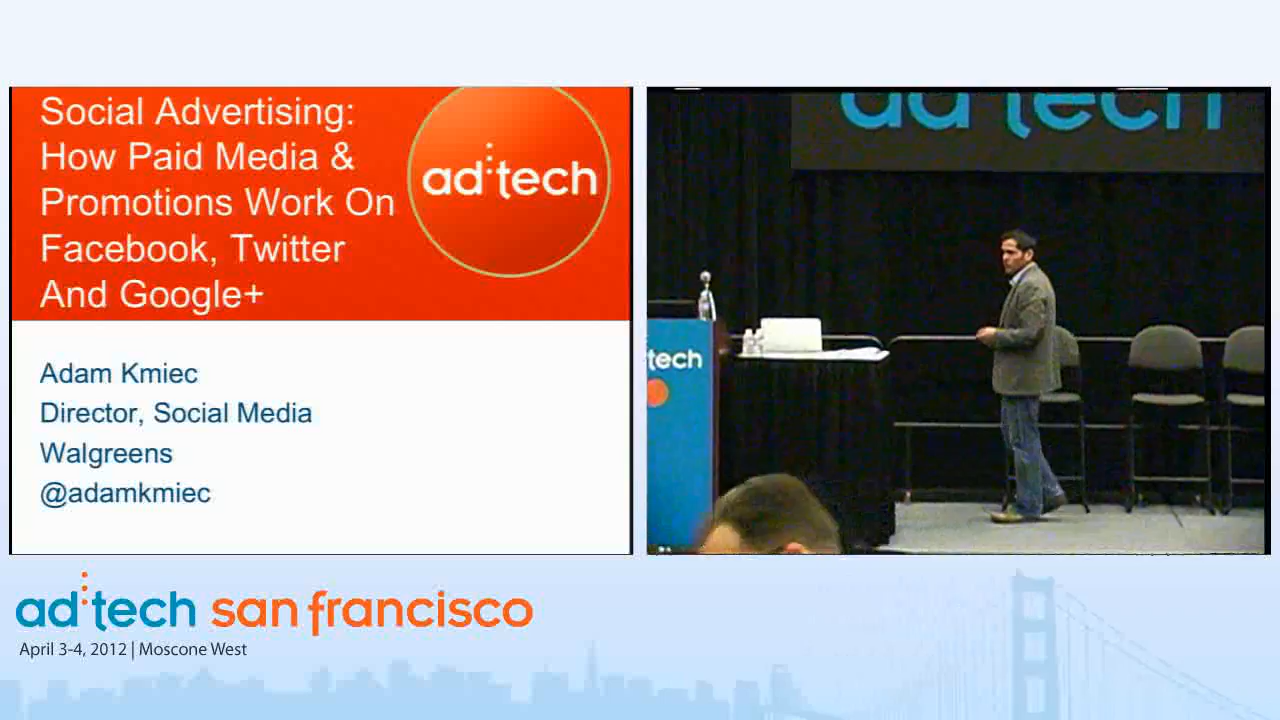 Social Advertising:
How Paid Media &
Promotions Work On
Facebook, Twitter
And Google+
ad:tech
Adam Kmiec
Director, Social Media
Walgreens
@adamkmiec
ad:tech
tech
ad:tech san francisco
April 3-4, 2012 | Moscone West